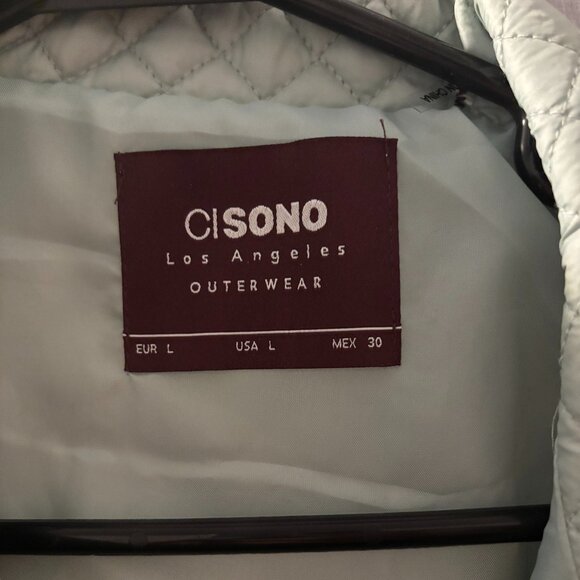 CISONO
Los Angeles
OUTERWEAR
EUR L USA L MEX 30